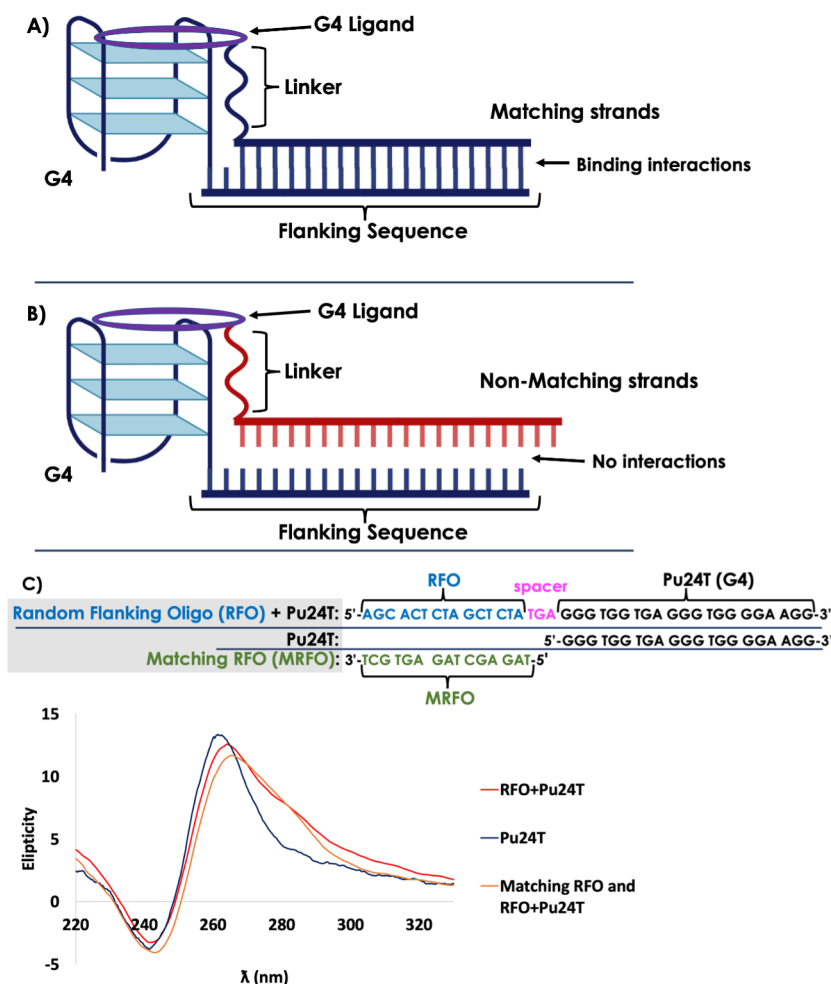 A)
G4 Ligand
Linker
Matching strands
Binding interactions
G4
Flanking Sequence
B)
G4 Ligand
Linker
Non-Matching strands
No interactions
G4
Flanking Sequence
C)
RFO spacer Pu24T (G4)
Random Flanking Oligo (RFO) + Pu24T: 5'-AGC ACT CTA GCT CTA TGA GGG TGG TGA GGG TGG GGA AGG-3'
Pu24T: 5'-GGG TGG TGA GGG TGG GGA AGG-3'
Matching RFO (MRFO): 3'-TCG TGA GAT CGA GAT-5'
MRFO
15
10
5
0
-5
220 240 260 280 300 320
Elipticity
ƛ (nm)
RFO+Pu24T
Pu24T
Matching RFO and
RFO+Pu24T